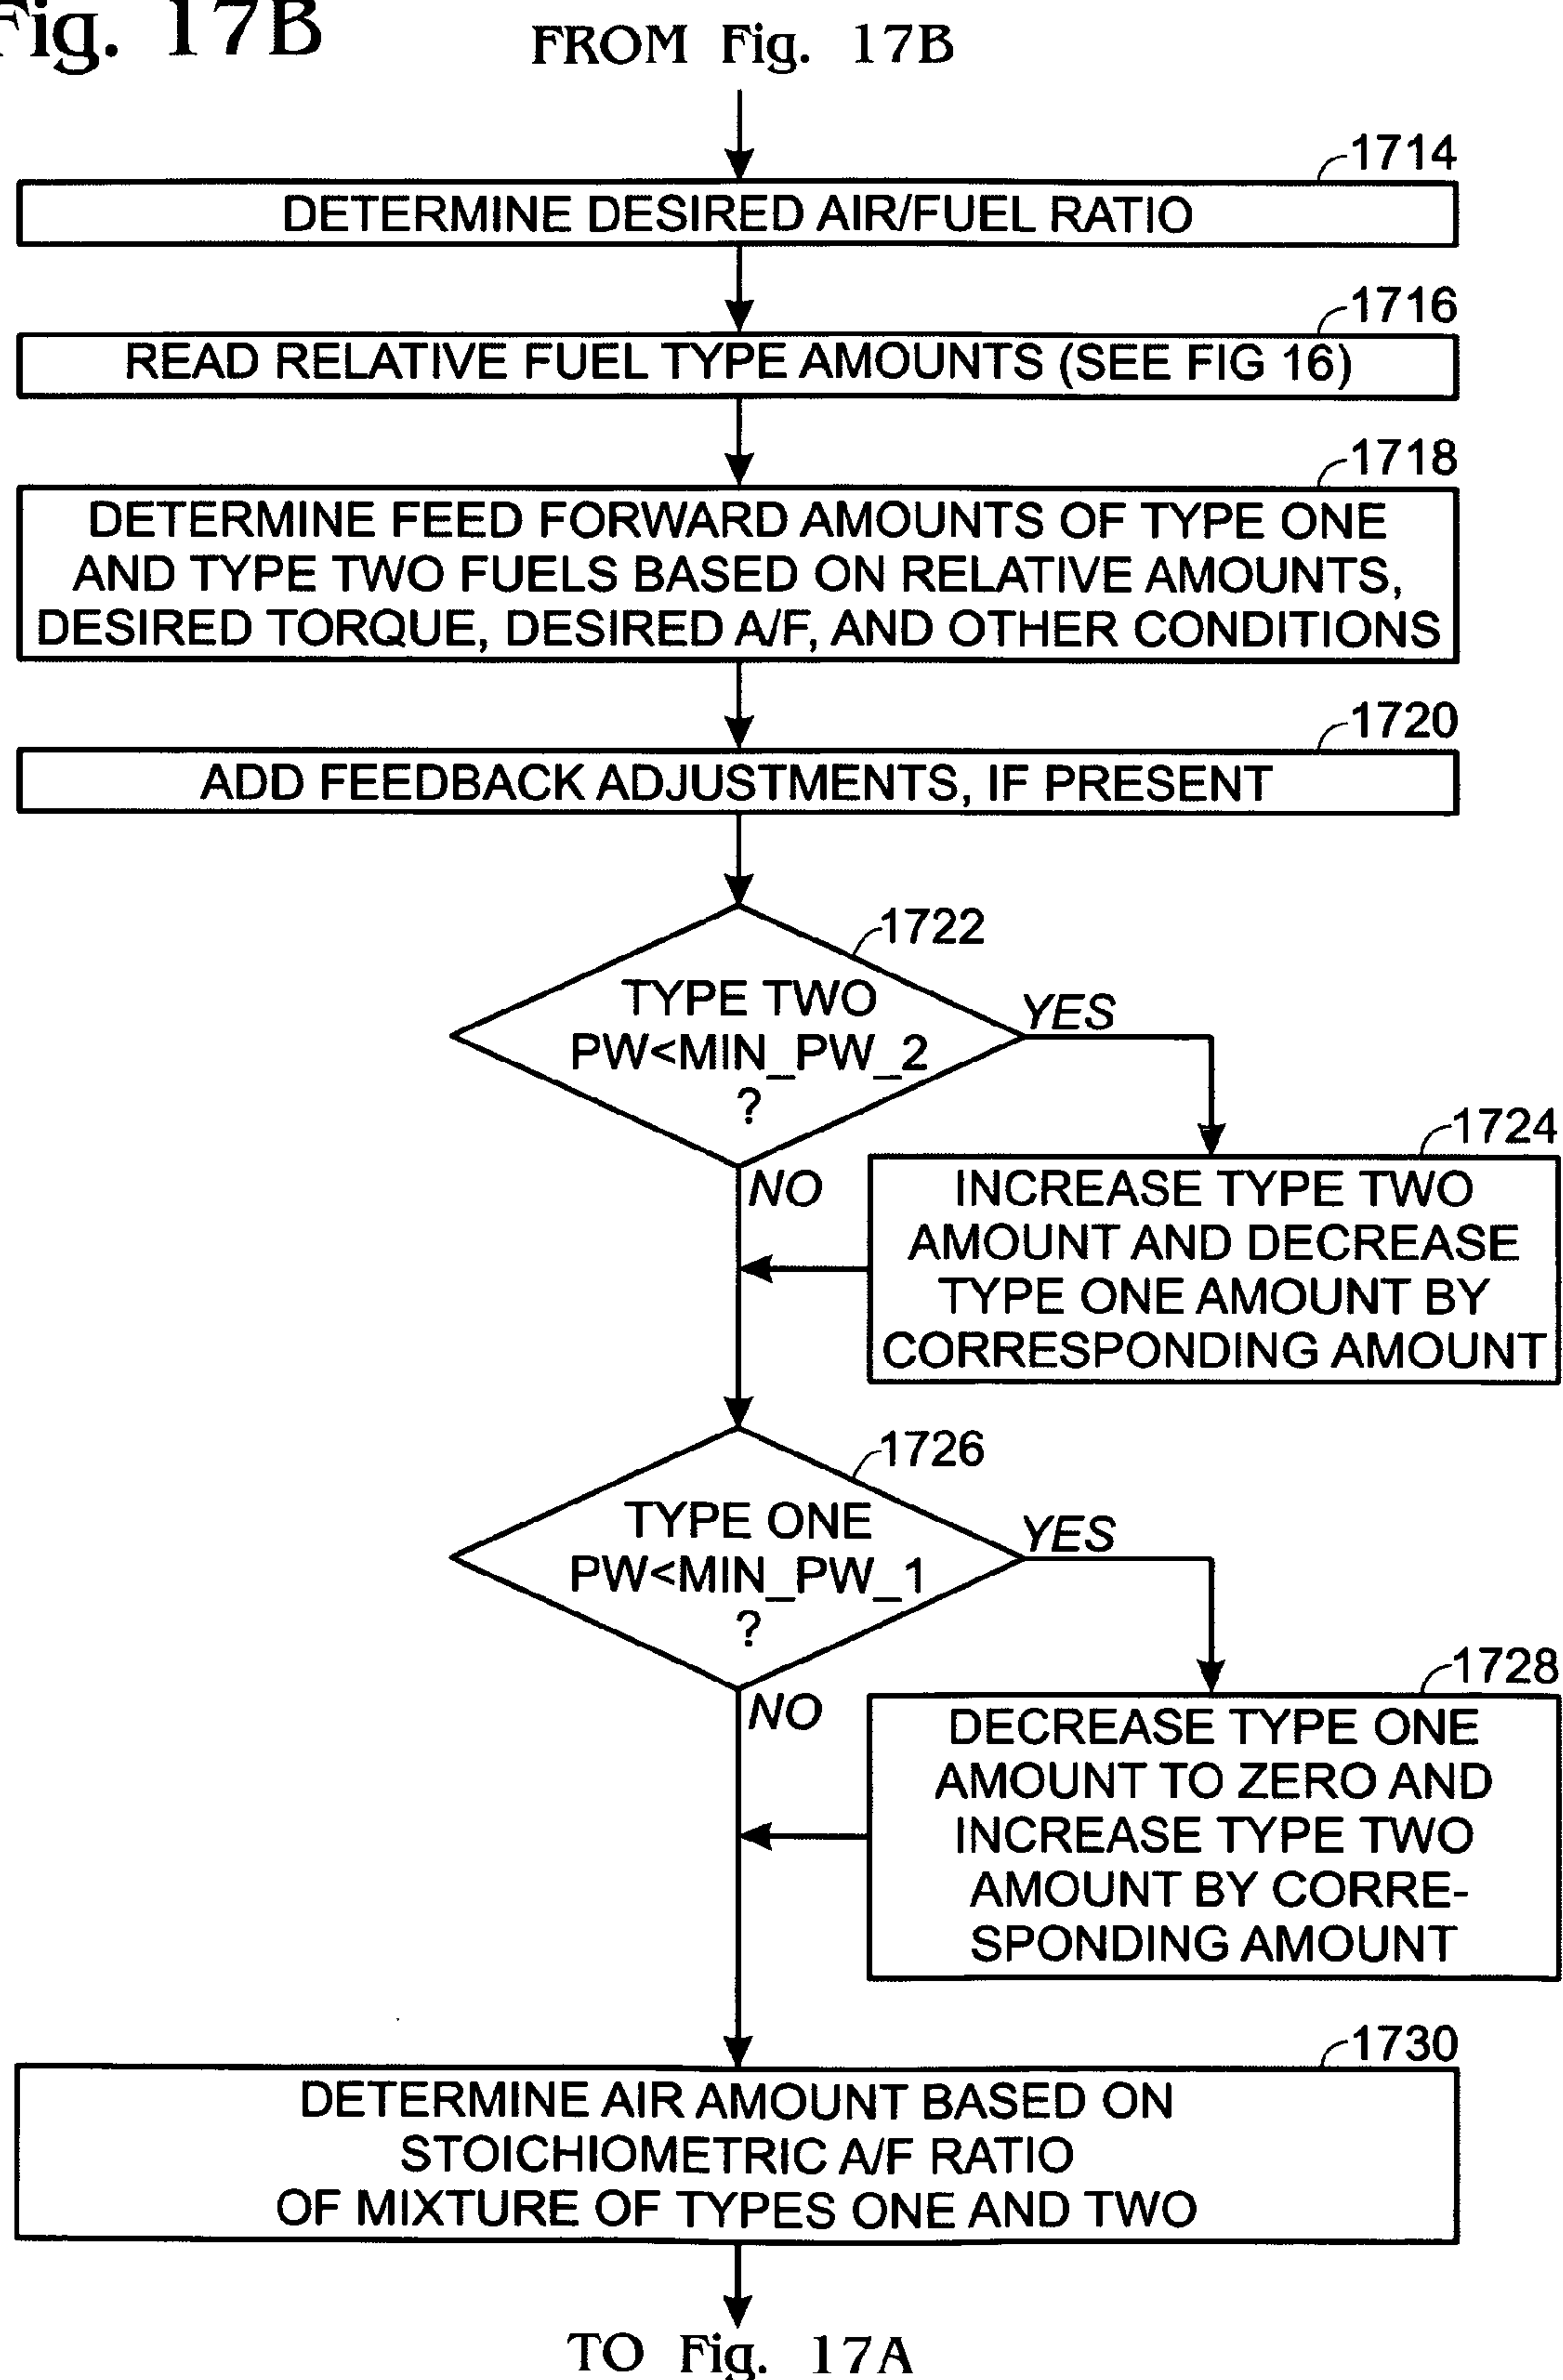 Fig. 17B
FROM Fig. 17B
1714
DETERMINE DESIRED AIR/FUEL RATIO
1716
READ RELATIVE FUEL TYPE AMOUNTS (SEE FIG 16)
1718
DETERMINE FEED FORWARD AMOUNTS OF TYPE ONE
AND TYPE TWO FUELS BASED ON RELATIVE AMOUNTS,
DESIRED TORQUE, DESIRED A/F, AND OTHER CONDITIONS
1720
ADD FEEDBACK ADJUSTMENTS, IF PRESENT
1722
TYPE TWO
PW<MIN_PW_2
?
YES
NO
1724
INCREASE TYPE TWO
AMOUNT AND DECREASE
TYPE ONE AMOUNT BY
CORRESPONDING AMOUNT
1726
TYPE ONE
PW<MIN_PW_1
?
YES
NO
1728
DECREASE TYPE ONE
AMOUNT TO ZERO AND
INCREASE TYPE TWO
AMOUNT BY CORRE-
SPONDING AMOUNT
1730
DETERMINE AIR AMOUNT BASED ON
STOICHIOMETRIC A/F RATIO
OF MIXTURE OF TYPES ONE AND TWO
TO Fig. 17A